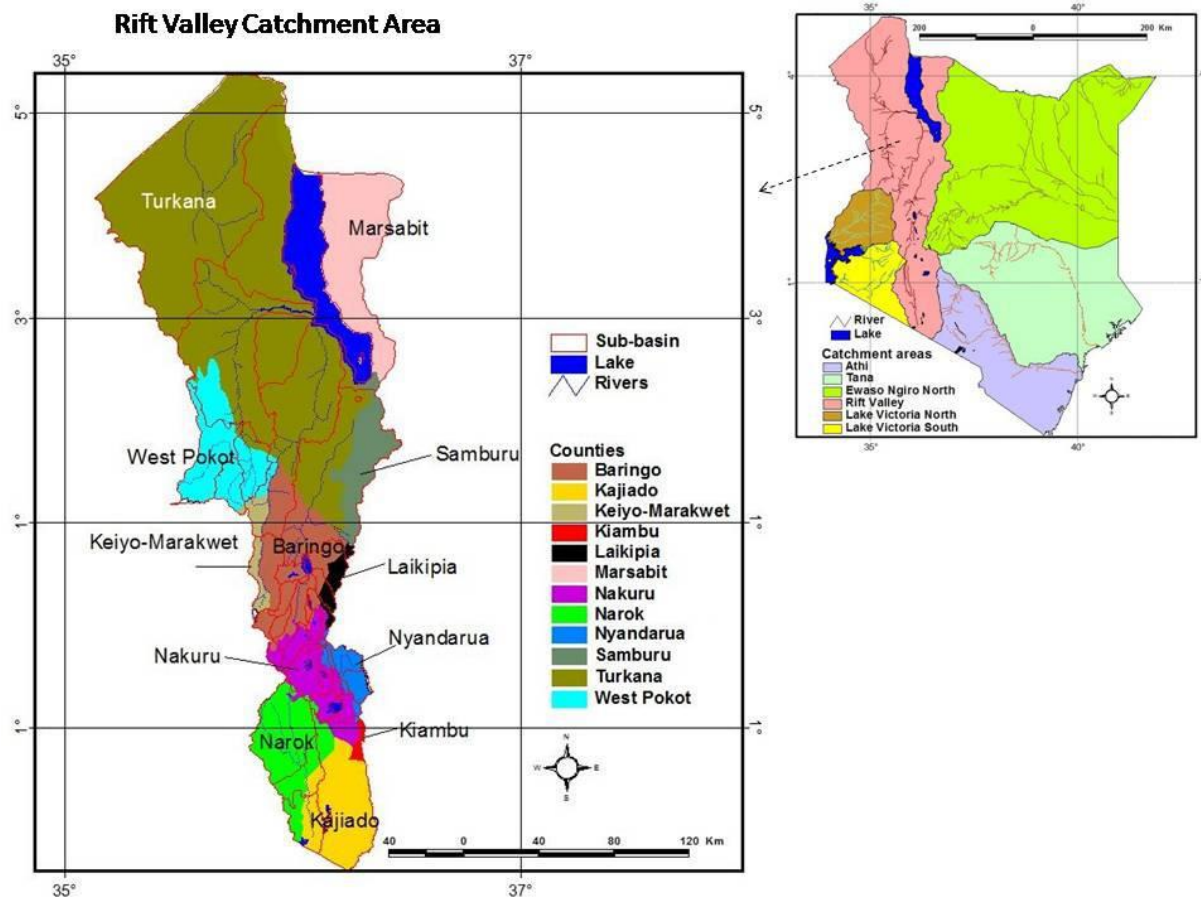 Rift Valley Catchment Area
35°
37°
5°
5°
3°
3°
1°
1°
1°
1°
35°
37°
Turkana
Marsabit
West Pokot
Samburu
Keiyo-Marakwet
Baringo
Laikipia
Nakuru
Nyandarua
Narok
Kiambu
Kajiado
Sub-basin
Lake
Rivers
Counties
Baringo
Kajiado
Keiyo-Marakwet
Kiambu
Laikipia
Marsabit
Nakuru
Narok
Nyandarua
Samburu
Turkana
West Pokot
N
W E
S
40 0 40 80 120 Km
35°
40°
200 0 200 Km
River
Lake
Catchment areas
Athi
Tana
Ewaso Ngiro North
Rift Valley
Lake Victoria North
Lake Victoria South
35°
40°